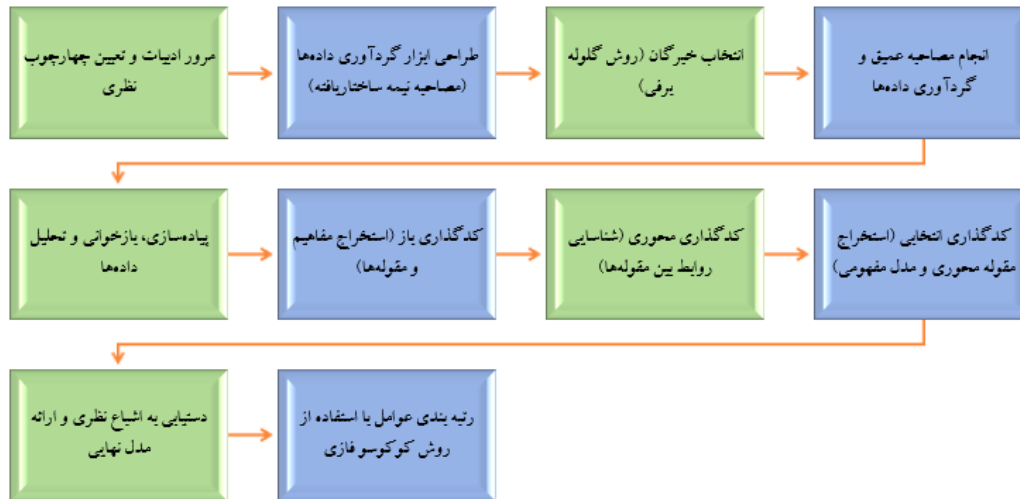 مرور ادبیات و تعیین چهارچوب
نظری
طراحی ابزار گردآوری داده‌ها
(مصاحبه نیمه ساختاریافته)
انتخاب خبرگان (روش گلوله
برفی)
انجام مصاحبه عمیق و
گردآوری داده‌ها
پیاده‌سازی، بازخوانی و تحلیل
داده‌ها
کدگذاری باز (استخراج مفاهیم
و مقوله‌ها)
کدگذاری محوری (شناسایی
روابط بین مقوله‌ها)
کدگذاری انتخابی (استخراج
مقوله محوری و مدل مفهومی)
دستیابی به اشباع نظری و ارائه
مدل نهایی
رتبه بندی عوامل با استفاده از
روش کوکوسو فازی